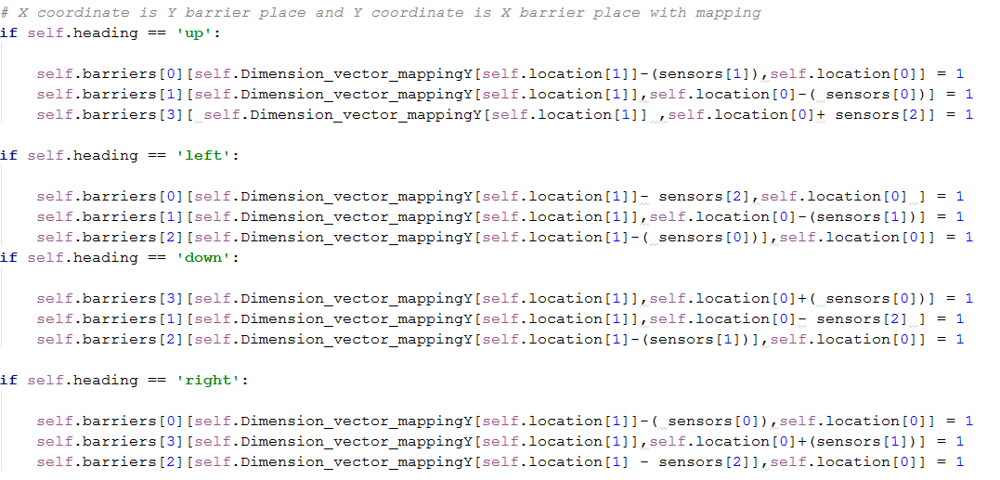 # X coordinate is Y barrier place and Y coordinate is X barrier place with mapping
if self.heading == 'up':
self.barriers[0][self.Dimension_vector_mappingY[self.location[1]]-(sensors[1]),self.location[0]] = 1
self.barriers[1][self.Dimension_vector_mappingY[self.location[1]],self.location[0]-( sensors[0])] = 1
self.barriers[3][ self.Dimension_vector_mappingY[self.location[1]] ,self.location[0]+ sensors[2]] = 1
if self.heading == 'left':
self.barriers[0][self.Dimension_vector_mappingY[self.location[1]]- sensors[2],self.location[0] ] = 1
self.barriers[1][self.Dimension_vector_mappingY[self.location[1]],self.location[0]-(sensors[1])] = 1
self.barriers[2][self.Dimension_vector_mappingY[self.location[1]-( sensors[0])],self.location[0]] = 1
if self.heading == 'down':
self.barriers[3][self.Dimension_vector_mappingY[self.location[1]],self.location[0]+( sensors[0])] = 1
self.barriers[1][self.Dimension_vector_mappingY[self.location[1]],self.location[0]- sensors[2] ] = 1
self.barriers[2][self.Dimension_vector_mappingY[self.location[1]-(sensors[1])],self.location[0]] = 1
if self.heading == 'right':
self.barriers[0][self.Dimension_vector_mappingY[self.location[1]]-( sensors[0]),self.location[0]] = 1
self.barriers[3][self.Dimension_vector_mappingY[self.location[1]],self.location[0]+(sensors[1])] = 1
self.barriers[2][self.Dimension_vector_mappingY[self.location[1] - sensors[2]],self.location[0]] = 1